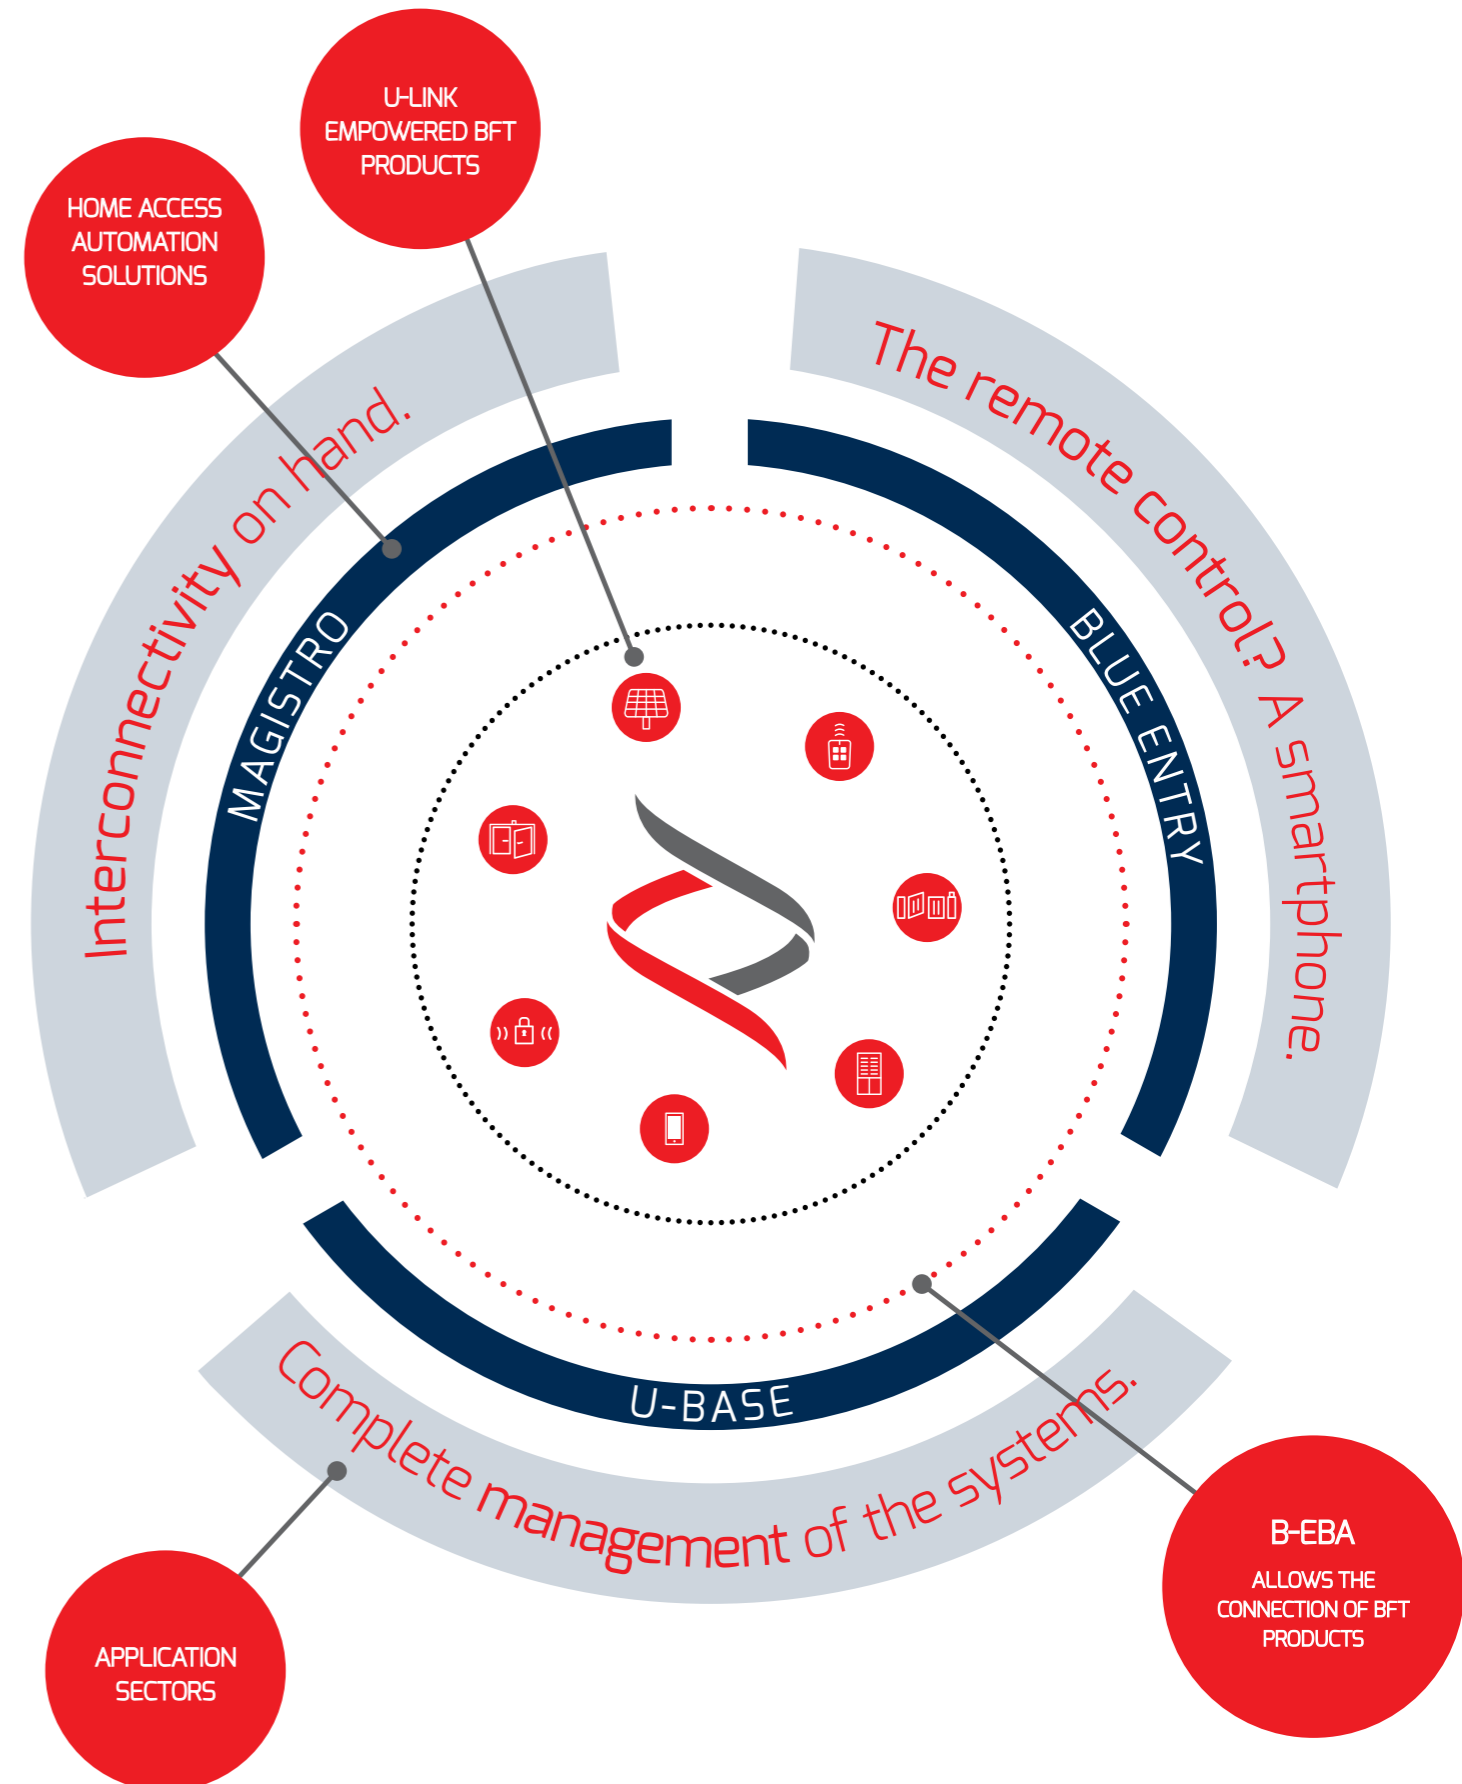 U-LINK
EMPOWERED BFT
PRODUCTS
HOME ACCESS
AUTOMATION
SOLUTIONS
Interconnectivity on hand.
The remote control? A smartphone.
MAGISTRO
BLUE ENTRY
U-BASE
Complete management of the systems.
B-EBA
ALLOWS THE
CONNECTION OF BFT
PRODUCTS
APPLICATION
SECTORS